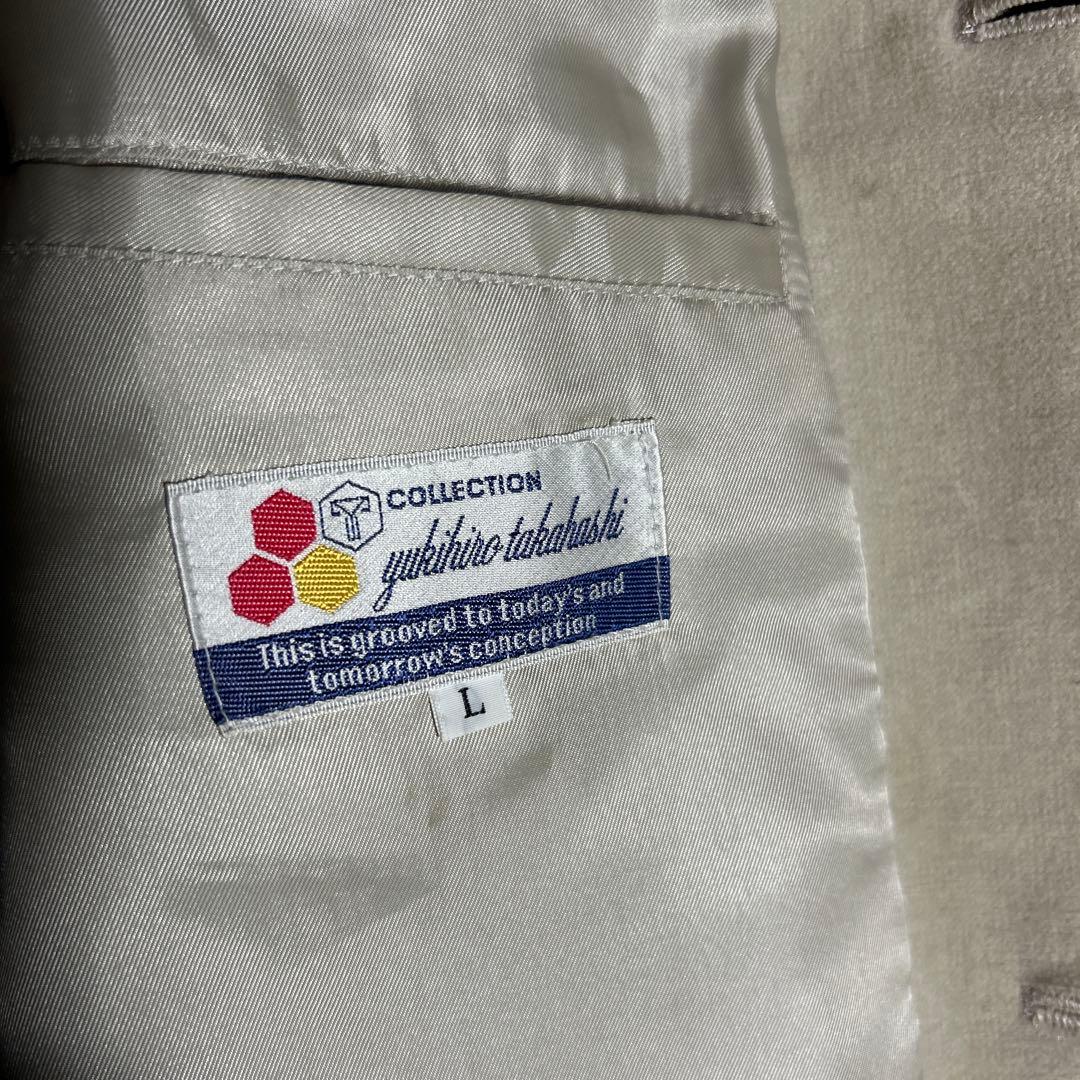 COLLECTION
yukihiro takahashi
This is grooved to today's and
tomorrow's conception
L